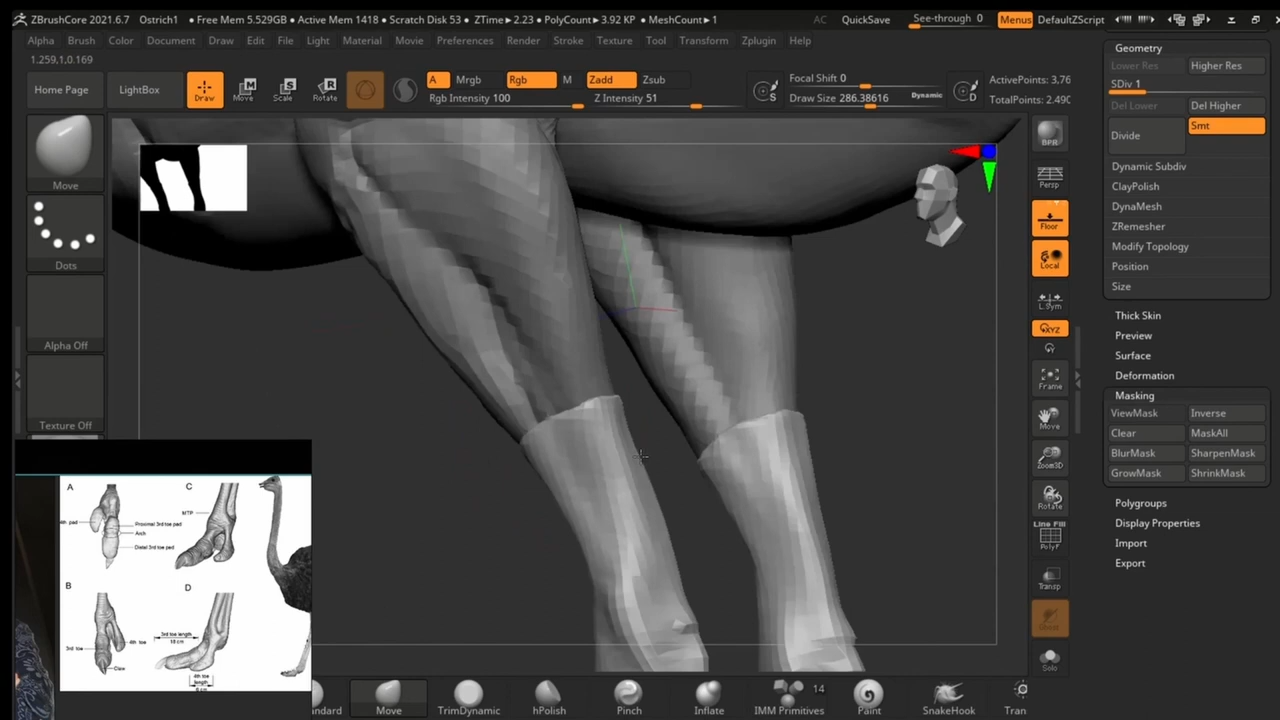 ZBrushCore 2021.6.7 Ostrich1 • Free Mem 5.529GB • Active Mem 1418 • Scratch Disk 53 • ZTime▸2.23 • PolyCount▸3.92 KP • MeshCount▸1 AC QuickSave See-through 0 Menus DefaultZScript
Alpha Brush Color Document Draw Edit File Light Material Movie Preferences Render Stroke Texture Tool Transform Zplugin Help
1.259,1,0.169
Home Page LightBox Draw Move Scale Rotate
A Mrgb Rgb M Zadd Zsub
Rgb Intensity 100 Z Intensity 51
S Focal Shift 0
Draw Size 286.38616 Dynamic
D ActivePoints: 3.76
TotalPoints: 2.490
Move
Dots
Alpha Off
Texture Off
BPR
Persp
Floor
Local
L.Sym
XYZ
Y
Frame
Move
Zoom3D
Rotate
Line Fill
PolyF
Transp
Solo
Geometry
Lower Res Higher Res
SDiv 1
Del Lower Del Higher
Divide Smt
Dynamic Subdiv
ClayPolish
DynaMesh
ZRemesher
Modify Topology
Position
Size
Thick Skin
Preview
Surface
Deformation
Masking
ViewMask Inverse
Clear MaskAll
BlurMask SharpenMask
GrowMask ShrinkMask
Polygroups
Display Properties
Import
Export
A C
4th pad Proximal 3rd toe pad MTP
Arch
Distal 3rd toe pad
B D
3rd toe 4th toe
Claw
3rd toe length
18 cm
4th toe
length
ndard Move TrimDynamic hPolish Pinch Inflate IMM Primitives 14 Paint SnakeHook Tran